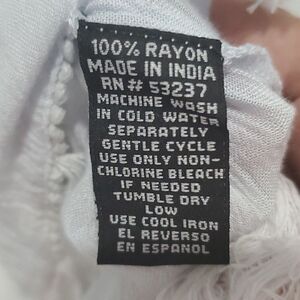 100% RAYON
MADE IN INDIA
RN# 53237
MACHINE WASH
IN COLD WATER
SEPARATELY
GENTLE CYCLE
USE ONLY NON-
CHLORINE BLEACH
IF NEEDED
TUMBLE DRY
LOW
USE COOL IRON
EL REVERSO
EN ESPANOL